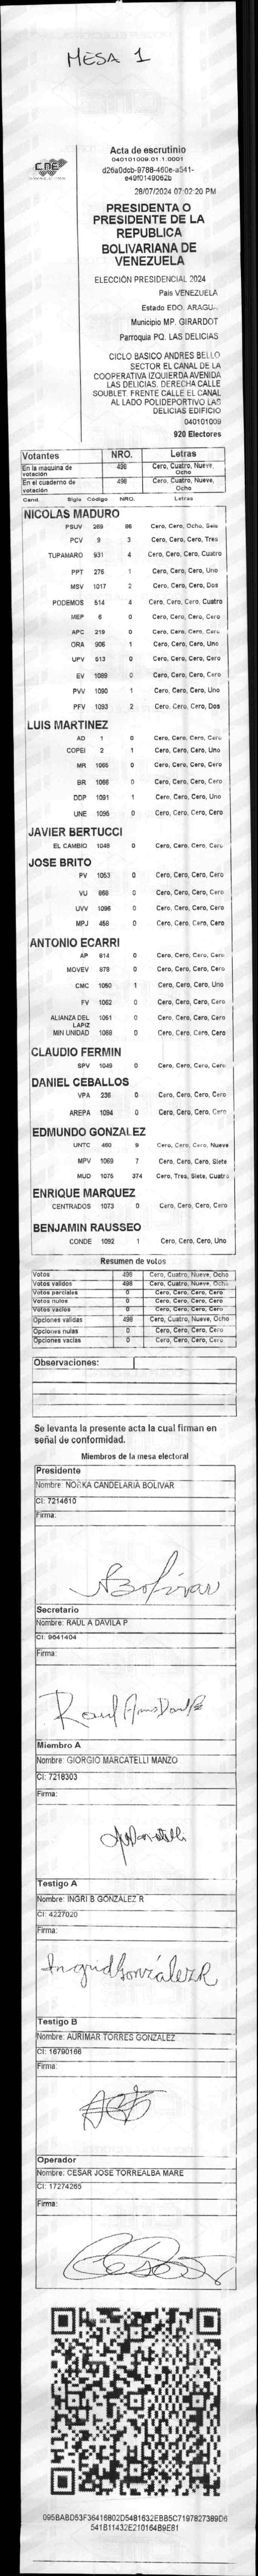 MESA 1
CNE
Acta de escrutinio
040101009.01.1.0001
d26a0dcb-9788-460e-a541-
e49f0149062b
28/07/2024 07:02:20 PM
PRESIDENTA O
PRESIDENTE DE LA
REPUBLICA
BOLIVARIANA DE
VENEZUELA
ELECCIÓN PRESIDENCIAL 2024
Pais VENEZUELA
Estado EDO. ARAGU
Municipio MP. GIRARDOT
Parroquia PQ. LAS DELICIAS
CICLO BASICO ANDRES BELLO
SECTOR EL CANAL DE LA
COOPERATIVA IZQUIERDA AVENIDA
LAS DELICIAS. DERECHA CALLE
SOUBLET. FRENTE CALLE EL CANAL
AL LADO POLIDEPORTIVO LAS
DELICIAS EDIFICIO
040101009
920 Electores
Votantes NRO. Letras
En la maquina de votación 498 Cero, Cuatro, Nueve, Ocho
En el cuaderno de votación 498 Cero, Cuatro, Nueve, Ocho
Cand. Sigla Codigo NRO. Letras
NICOLAS MADURO
PSUV 269 86 Cero, Cero, Ocho, Seis
PCV 9 3 Cero, Cero, Cero, Tres
TUPAMARO 931 4 Cero, Cero, Cero, Cuatro
PPT 276 1 Cero, Cero, Cero, Uno
MSV 1017 2 Cero, Cero, Cero, Dos
PODEMOS 514 4 Cero, Cero, Cero, Cuatro
MEP 6 0 Cero, Cero, Cero, Cero
APC 219 0 Cero, Cero, Cero, Cero
ORA 906 1 Cero, Cero, Cero, Uno
UPV 513 0 Cero, Cero, Cero, Cero
EV 1089 0 Cero, Cero, Cero, Cero
PVV 1090 1 Cero, Cero, Cero, Uno
PFV 1093 2 Cero, Cero, Cero, Dos
LUIS MARTINEZ
AD 1 0 Cero, Cero, Cero, Cero
COPEI 2 1 Cero, Cero, Cero, Uno
MR 1065 0 Cero, Cero, Cero, Cero
BR 1066 0 Cero, Cero, Cero, Cero
DDP 1091 1 Cero, Cero, Cero, Uno
UNE 1095 0 Cero, Cero, Cero, Cero
JAVIER BERTUCCI
EL CAMBIO 1048 0 Cero, Cero, Cero, Cero
JOSE BRITO
PV 1053 0 Cero, Cero, Cero, Cero
VU 868 0 Cero, Cero, Cero, Cero
UVV 1096 0 Cero, Cero, Cero, Cero
MPJ 458 0 Cero, Cero, Cero, Cero
ANTONIO ECARRI
AP 814 0 Cero, Cero, Cero, Cero
MOVEV 879 0 Cero, Cero, Cero, Cero
CMC 1050 1 Cero, Cero, Cero, Uno
FV 1062 0 Cero, Cero, Cero, Cero
ALIANZA DEL LAPIZ 1051 0 Cero, Cero, Cero, Cero
MIN UNIDAD 1068 0 Cero, Cero, Cero, Cero
CLAUDIO FERMIN
SPV 1049 0 Cero, Cero, Cero, Cero
DANIEL CEBALLOS
VPA 236 0 Cero, Cero, Cero, Cero
AREPA 1094 0 Cero, Cero, Cero, Cero
EDMUNDO GONZALEZ
UNTC 460 9 Cero, Cero, Cero, Nueve
MPV 1069 7 Cero, Cero, Cero, Siete
MUD 1075 374 Cero, Tres, Siete, Cuatro
ENRIQUE MARQUEZ
CENTRADOS 1073 0 Cero, Cero, Cero, Cero
BENJAMIN RAUSSEO
CONDE 1092 1 Cero, Cero, Cero, Uno
Resumen de votos
Votos 498 Cero, Cuatro, Nueve, Ocho
Votos validos 498 Cero, Cuatro, Nueve, Ocho
Votos parciales 0 Cero, Cero, Cero, Cero
Votos nulos 0 Cero, Cero, Cero, Cero
Votos vacios 0 Cero, Cero, Cero, Cero
Opciones validas 498 Cero, Cuatro, Nueve, Ocho
Opciones nulas 0 Cero, Cero, Cero, Cero
Opciones vacias 0 Cero, Cero, Cero, Cero
Observaciones:
Se levanta la presente acta la cual firman en
señal de conformidad.
Miembros de la mesa electoral
Presidente
Nombre: NORKA CANDELARIA BOLIVAR
CI: 7214610
Firma:
Bolívar
Secretario
Nombre: RAUL A DAVILA P
CI: 9641404
Firma:
Miembro A
Nombre: GIORGIO MARCATELLI MANZO
CI: 7218303
Firma:
Testigo A
Nombre: INGRI B GONZALEZ R
CI: 4227020
Firma:
Ingrid González R
Testigo B
Nombre: AURIMAR TORRES GONZALEZ
CI: 16790166
Firma:
Operador
Nombre: CESAR JOSE TORREALBA MARE
CI: 17274265
Firma:
095BABD53F36416802D5481632EBB5C7197827389D6
541B11432E210164B9E81